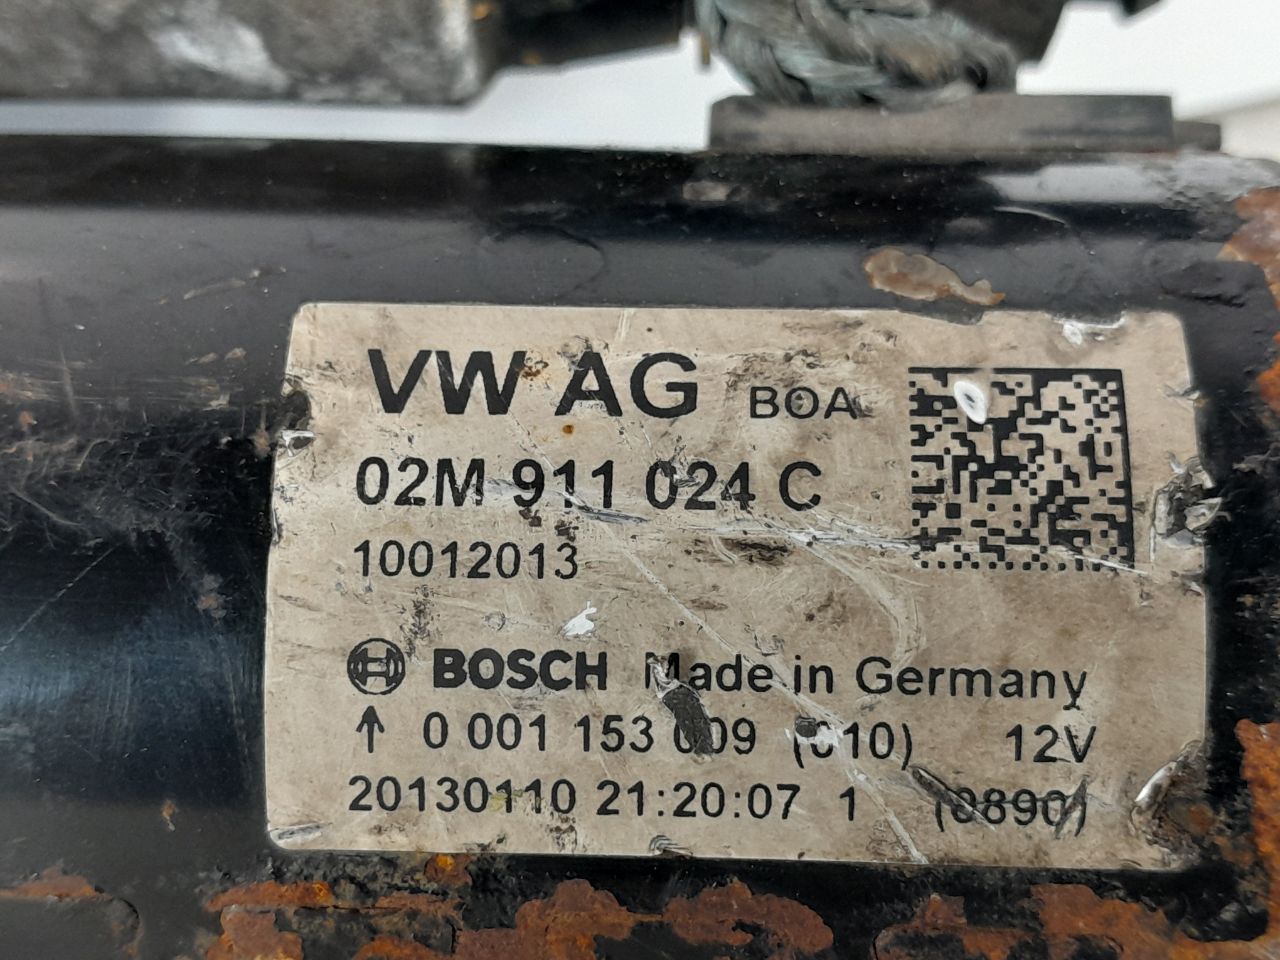 VW AG BOA
02M 911 024 C
10012013
BOSCH Made in Germany
↑ 0 001 153 009 (010) 12V
20130110 21:20:07 1 (0890)